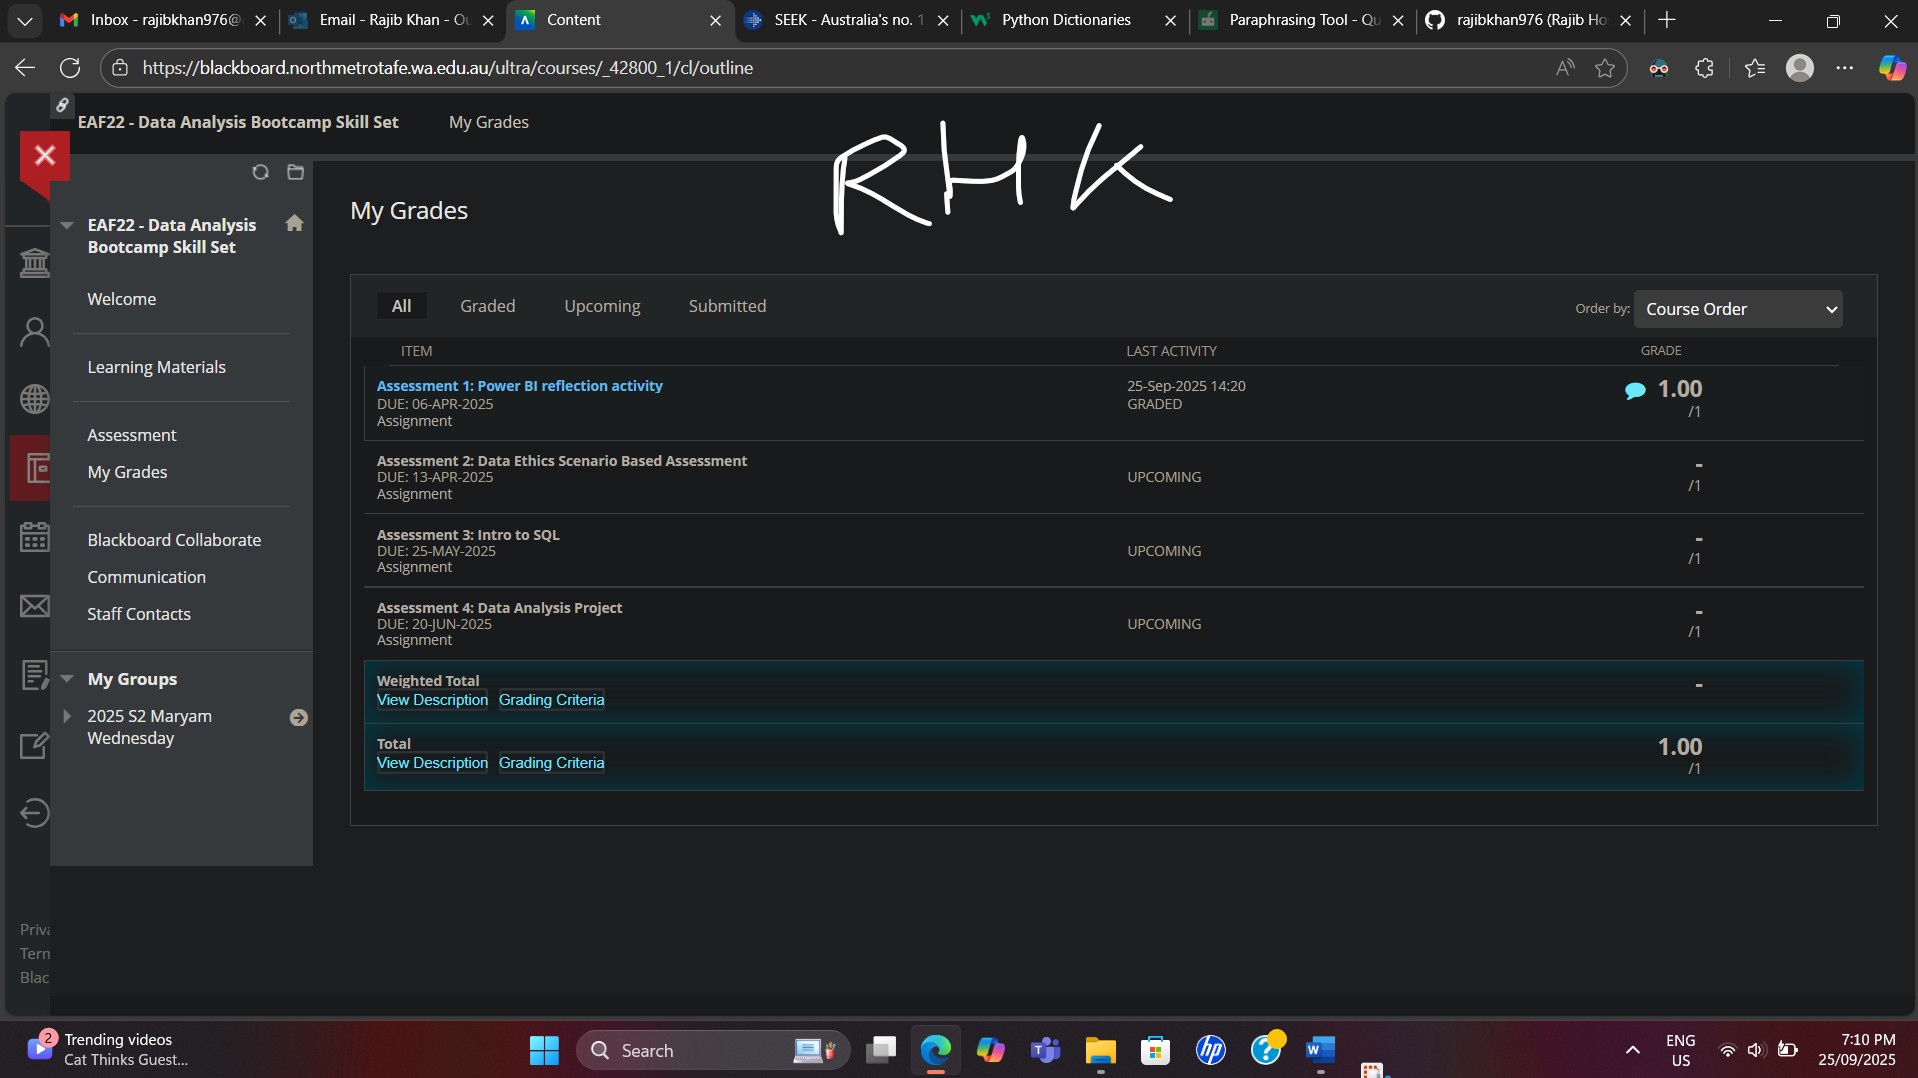 Inbox - rajibkhan976@
Email - Rajib Khan - Ou
Content
SEEK - Australia's no. 1
Python Dictionaries
Paraphrasing Tool - Qu
rajibkhan976 (Rajib Ho
https://blackboard.northmetrotafe.wa.edu.au/ultra/courses/_42800_1/cl/outline
EAF22 - Data Analysis Bootcamp Skill Set
My Grades
RHK
EAF22 - Data Analysis
Bootcamp Skill Set
Welcome
Learning Materials
Assessment
My Grades
Blackboard Collaborate
Communication
Staff Contacts
My Groups
2025 S2 Maryam
Wednesday
Priva
Term
Blac
My Grades
All Graded Upcoming Submitted
Order by: Course Order
ITEM LAST ACTIVITY GRADE
Assessment 1: Power BI reflection activity 25-Sep-2025 14:20 1.00
DUE: 06-APR-2025 GRADED /1
Assignment
Assessment 2: Data Ethics Scenario Based Assessment -
DUE: 13-APR-2025 UPCOMING /1
Assignment
Assessment 3: Intro to SQL -
DUE: 25-MAY-2025 UPCOMING /1
Assignment
Assessment 4: Data Analysis Project -
DUE: 20-JUN-2025 UPCOMING /1
Assignment
Weighted Total -
View Description Grading Criteria
Total 1.00
View Description Grading Criteria /1
2
Trending videos
Cat Thinks Guest...
Search
ENG
US
7:10 PM
25/09/2025